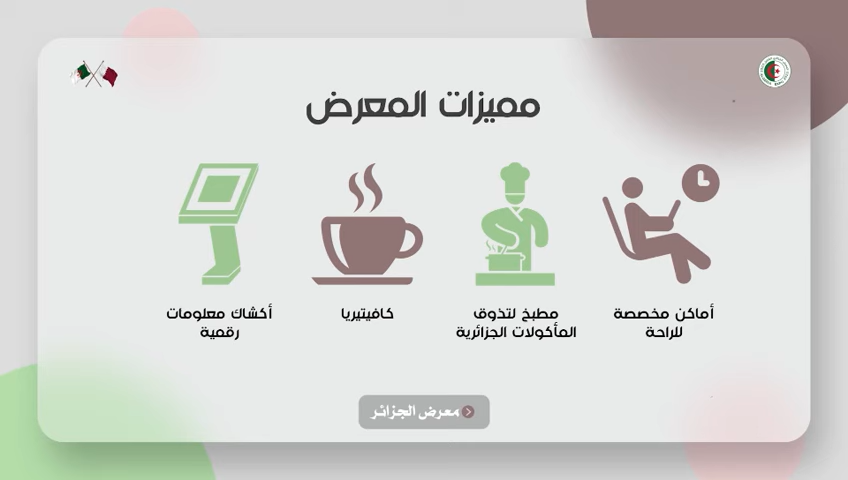 مميزات المعرض
أماكن مخصصة
للراحة
مطبخ لتذوق
المأكولات الجزائرية
كافيتيريا
أكشاك معلومات
رقمية
معرض الجزائر